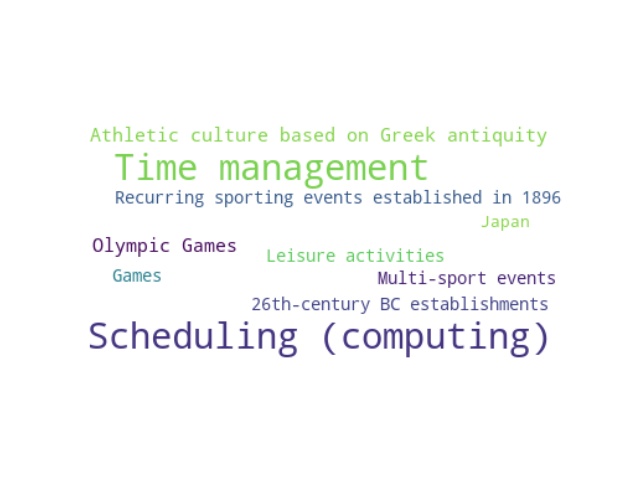 Athletic culture based on Greek antiquity
Time management
Recurring sporting events established in 1896
Japan
Olympic Games
Leisure activities
Games
Multi-sport events
26th-century BC establishments
Scheduling (computing)